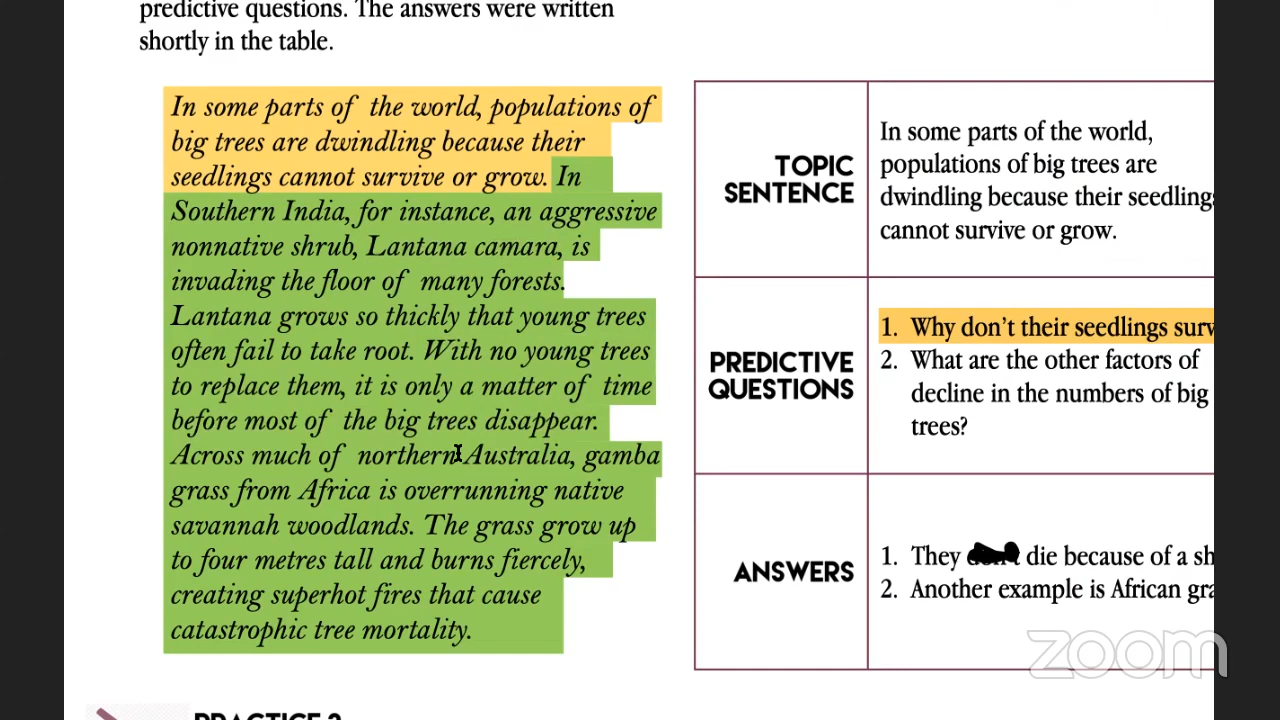 predictive questions. The answers were written
shortly in the table.
In some parts of the world, populations of
big trees are dwindling because their
seedlings cannot survive or grow. In
Southern India, for instance, an aggressive
nonnative shrub, Lantana camara, is
invading the floor of many forests.
Lantana grows so thickly that young trees
often fail to take root. With no young trees
to replace them, it is only a matter of time
before most of the big trees disappear.
Across much of northern Australia, gamba
grass from Africa is overrunning native
savannah woodlands. The grass grow up
to four metres tall and burns fiercely,
creating superhot fires that cause
catastrophic tree mortality.
TOPIC
SENTENCE
In some parts of the world,
populations of big trees are
dwindling because their seedlings
cannot survive or grow.
PREDICTIVE
QUESTIONS
1. Why don't their seedlings surv
2. What are the other factors of
decline in the numbers of big
trees?
ANSWERS
1. They die because of a sh
2. Another example is African gra
zoom
PRACTICE 2